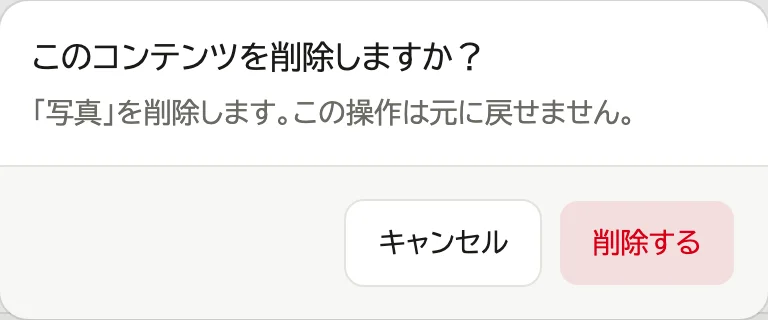 このコンテンツを削除しますか？
「写真」を削除します。この操作は元に戻せません。
キャンセル
削除する